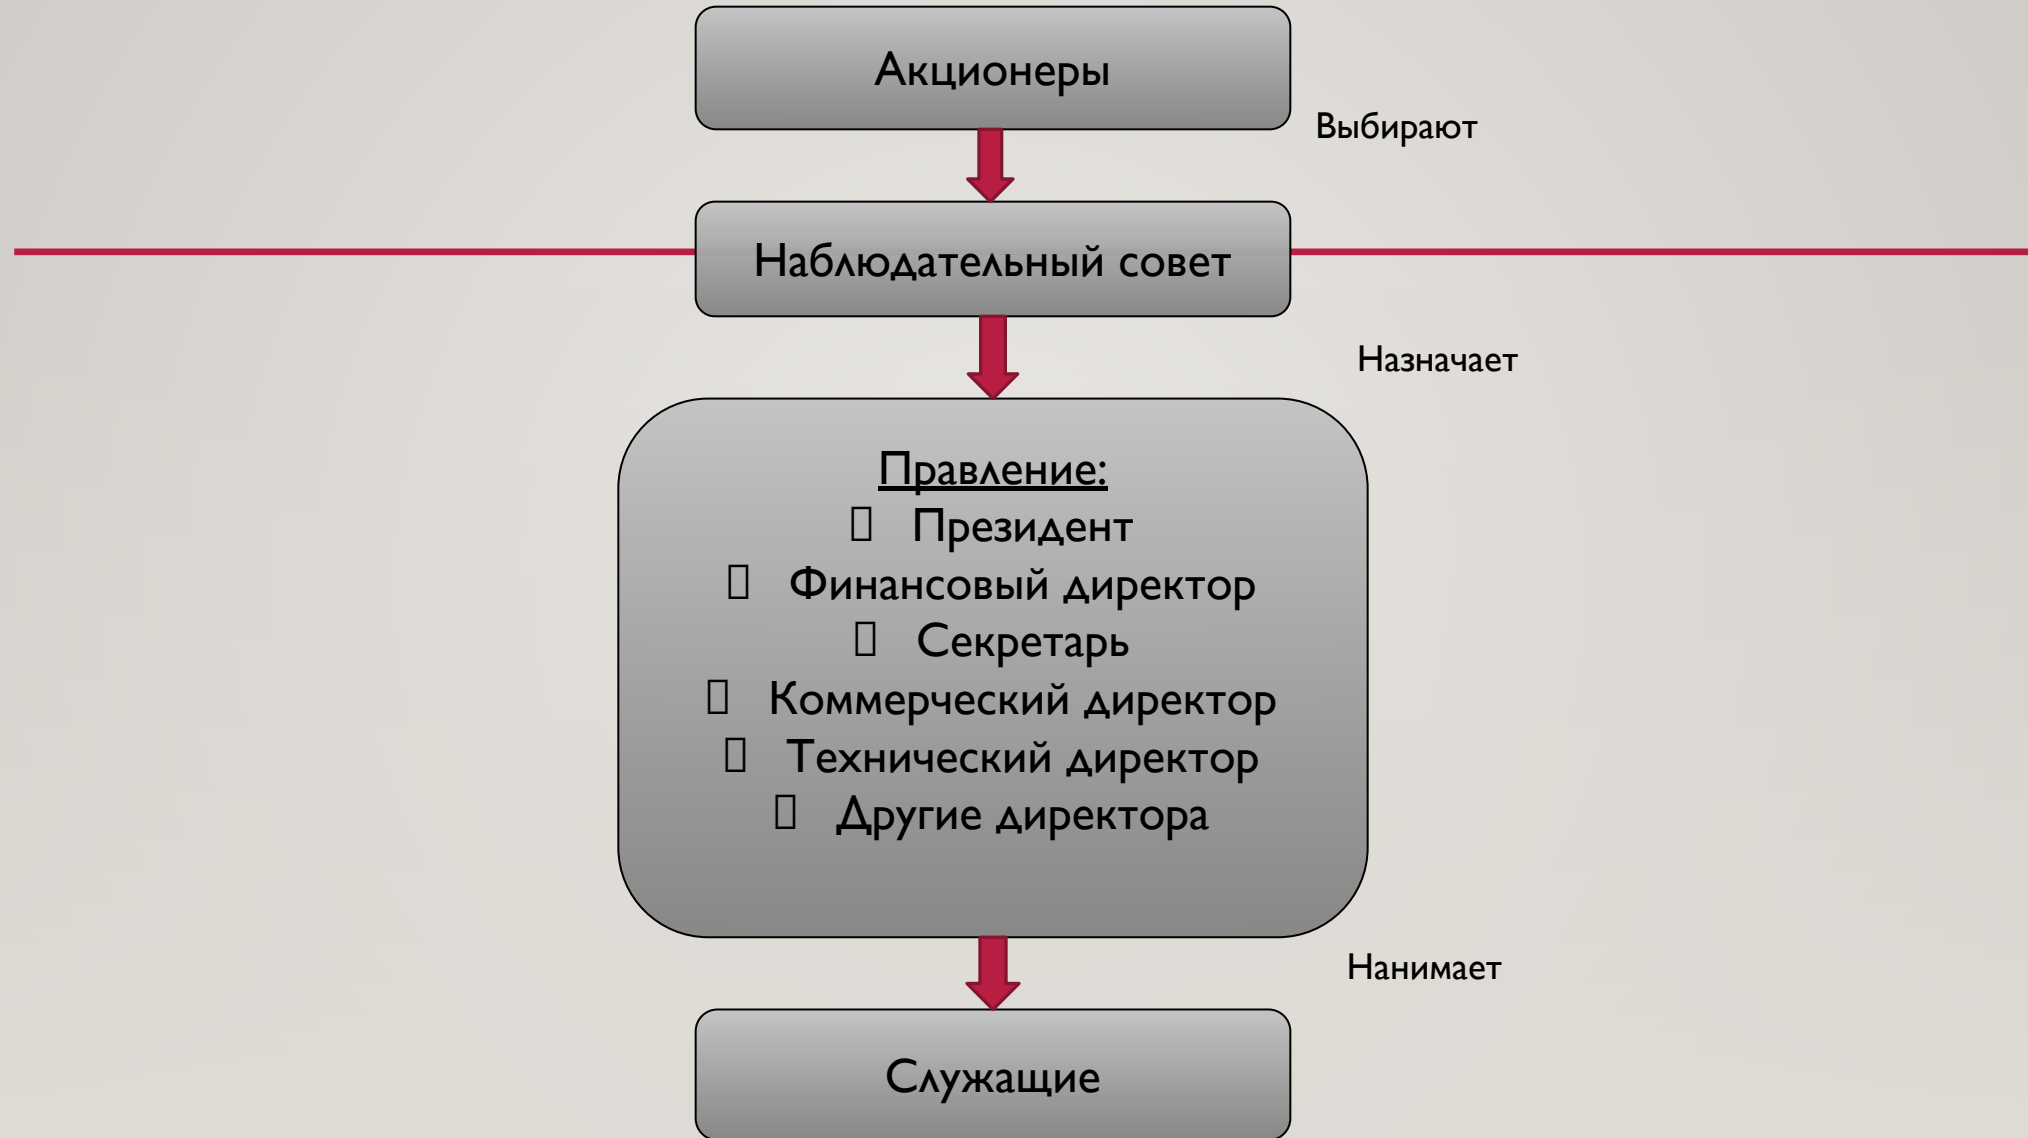 Акционеры
Выбирают
Наблюдательный совет
Назначает
Правление:
Президент
Финансовый директор
Секретарь
Коммерческий директор
Технический директор
Другие директора
Нанимает
Служащие